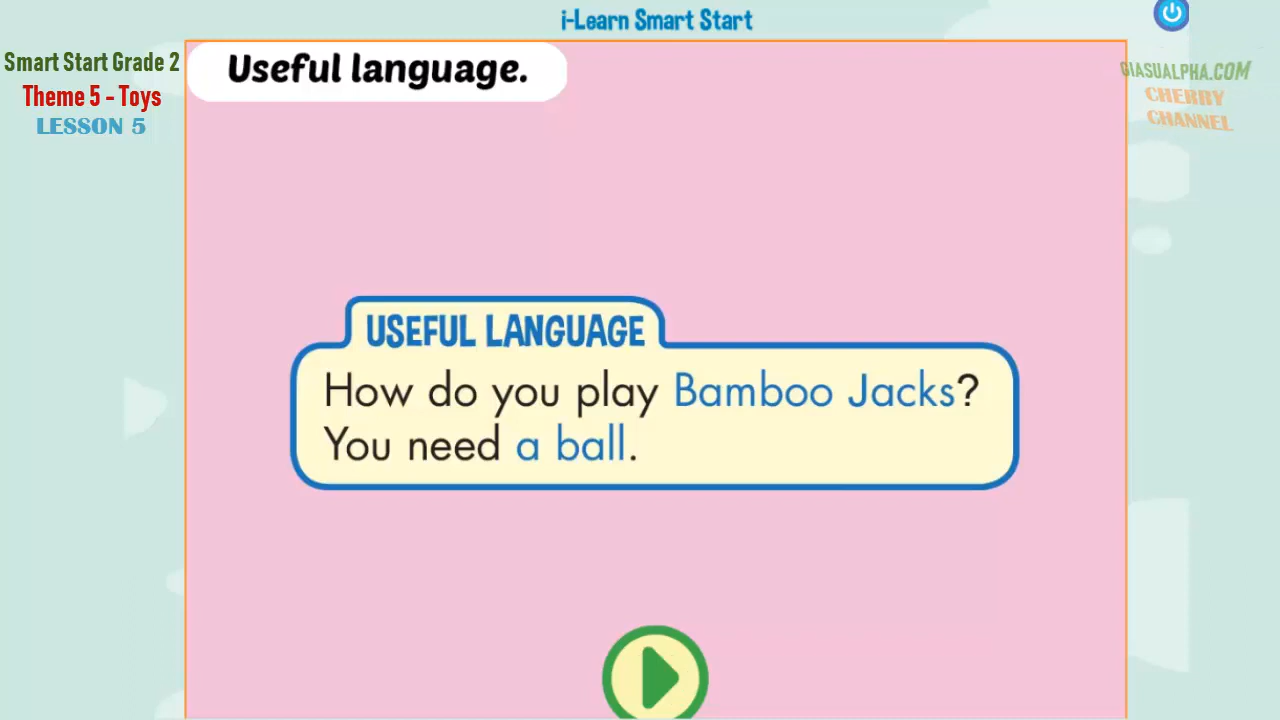 i-Learn Smart Start
Smart Start Grade 2
Theme 5 - Toys
LESSON 5
Useful language.
GIASUALPHA.COM
CHERRY
CHANNEL
USEFUL LANGUAGE
How do you play Bamboo Jacks?
You need a ball.